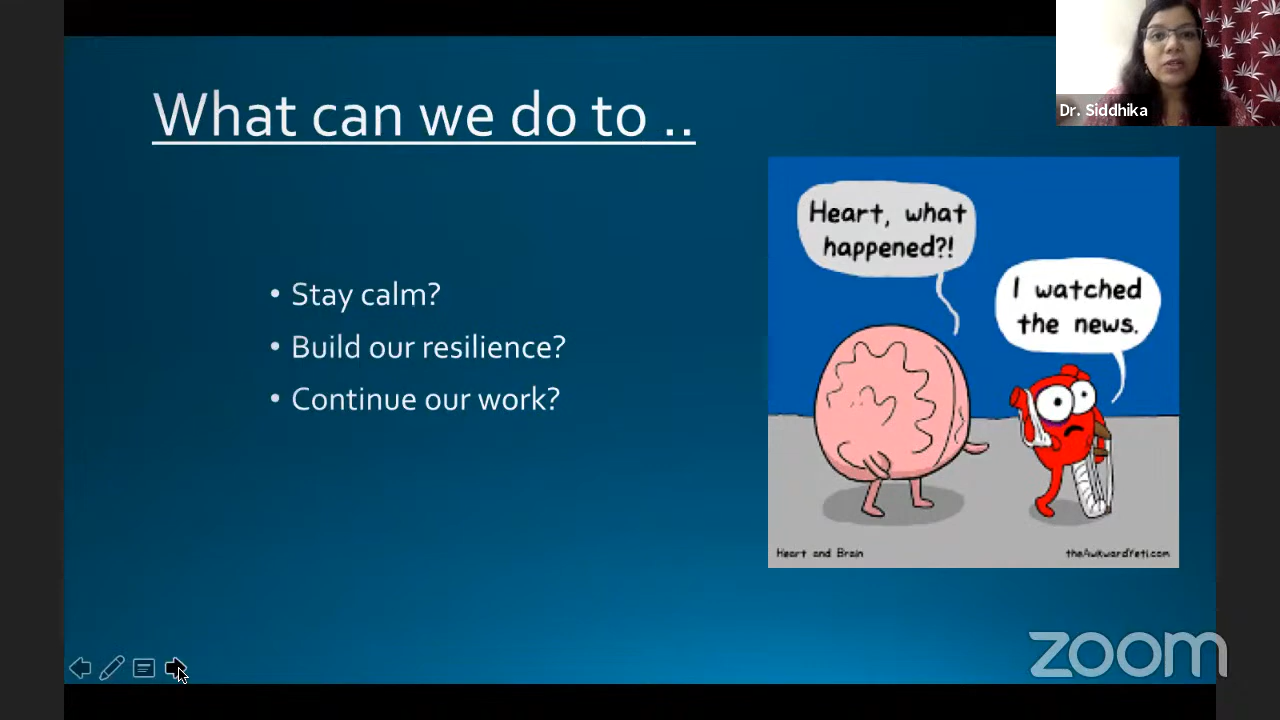 What can we do to ..
Dr. Siddhika
• Stay calm?
• Build our resilience?
• Continue our work?
Heart, what
happened?!
I watched
the news.
Heart and Brain
theAwkwardYeti.com
zoom